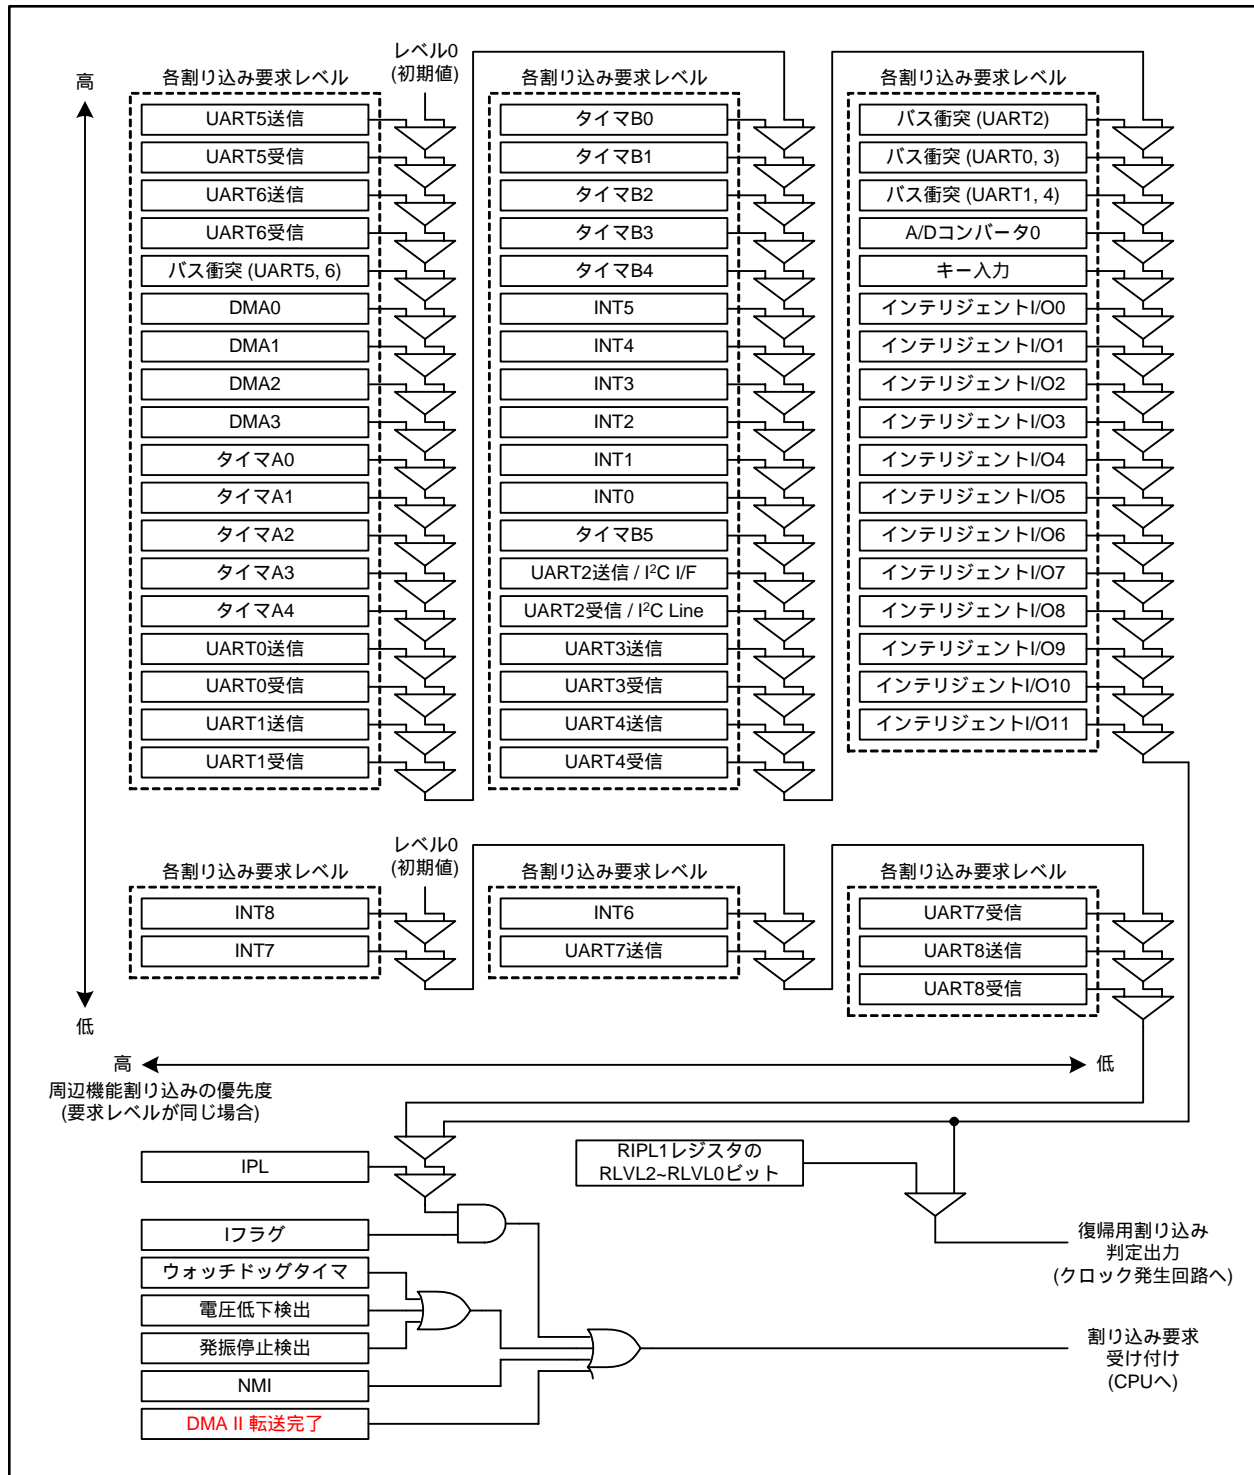 レベル0
(初期値)
高
各割り込み要求レベル
UART5送信
UART5受信
UART6送信
UART6受信
バス衝突 (UART5, 6)
DMA0
DMA1
DMA2
DMA3
タイマA0
タイマA1
タイマA2
タイマA3
タイマA4
UART0送信
UART0受信
UART1送信
UART1受信
各割り込み要求レベル
タイマB0
タイマB1
タイマB2
タイマB3
タイマB4
INT5
INT4
INT3
INT2
INT1
INT0
タイマB5
UART2送信 / I²C I/F
UART2受信 / I²C Line
UART3送信
UART3受信
UART4送信
UART4受信
各割り込み要求レベル
バス衝突 (UART2)
バス衝突 (UART0, 3)
バス衝突 (UART1, 4)
A/Dコンバータ0
キー入力
インテリジェントI/O0
インテリジェントI/O1
インテリジェントI/O2
インテリジェントI/O3
インテリジェントI/O4
インテリジェントI/O5
インテリジェントI/O6
インテリジェントI/O7
インテリジェントI/O8
インテリジェントI/O9
インテリジェントI/O10
インテリジェントI/O11
レベル0
(初期値)
各割り込み要求レベル
INT8
INT7
各割り込み要求レベル
INT6
UART7送信
各割り込み要求レベル
UART7受信
UART8送信
UART8受信
低
高
低
周辺機能割り込みの優先度
(要求レベルが同じ場合)
IPL
RIPL1レジスタの
RLVL2~RLVL0ビット
Iフラグ
ウォッチドッグタイマ
電圧低下検出
発振停止検出
NMI
DMA II 転送完了
復帰用割り込み
判定出力
(クロック発生回路へ)
割り込み要求
受け付け
(CPUへ)